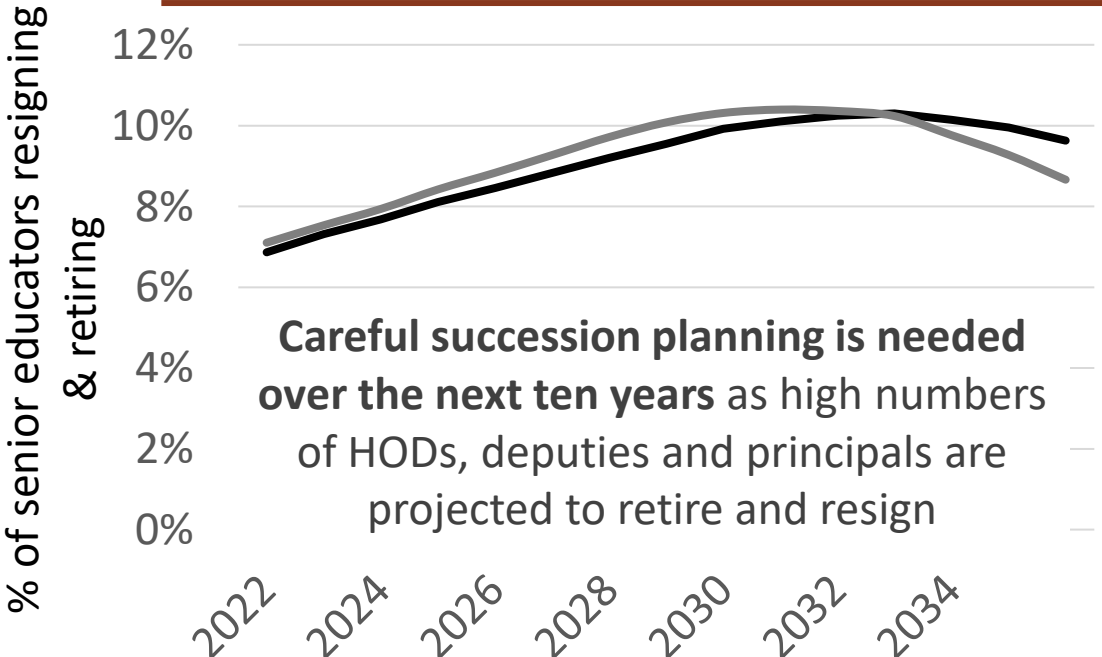 % of senior educators resigning
& retiring
12%
10%
8%
6%
4%
2%
0%
Careful succession planning is needed
over the next ten years as high numbers
of HODs, deputies and principals are
projected to retire and resign
2022
2024
2026
2028
2030
2032
2034